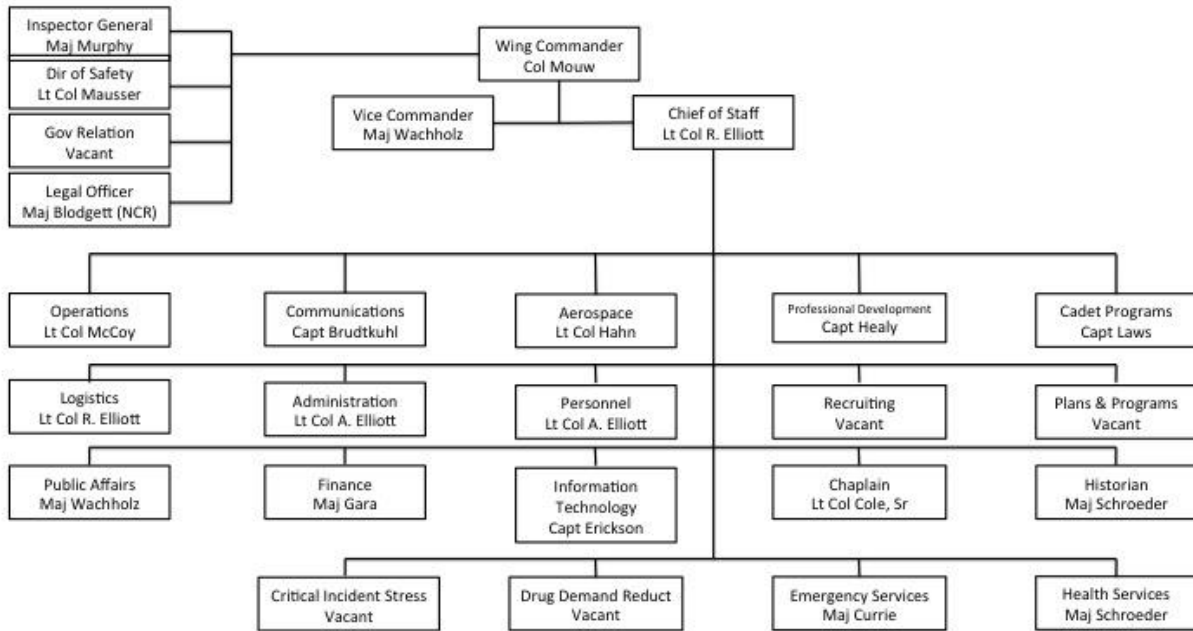 Inspector General
Maj Murphy
Wing Commander
Col Mouw
Dir of Safety
Lt Col Mausser
Vice Commander
Maj Wachholz
Chief of Staff
Lt Col R. Elliott
Gov Relation
Vacant
Legal Officer
Maj Blodgett (NCR)
Operations
Lt Col McCoy
Communications
Capt Brudtkuhl
Aerospace
Lt Col Hahn
Professional Development
Capt Healy
Cadet Programs
Capt Laws
Logistics
Lt Col R. Elliott
Administration
Lt Col A. Elliott
Personnel
Lt Col A. Elliott
Recruiting
Vacant
Plans & Programs
Vacant
Public Affairs
Maj Wachholz
Finance
Maj Gara
Information
Technology
Capt Erickson
Chaplain
Lt Col Cole, Sr
Historian
Maj Schroeder
Critical Incident Stress
Vacant
Drug Demand Reduct
Vacant
Emergency Services
Maj Currie
Health Services
Maj Schroeder